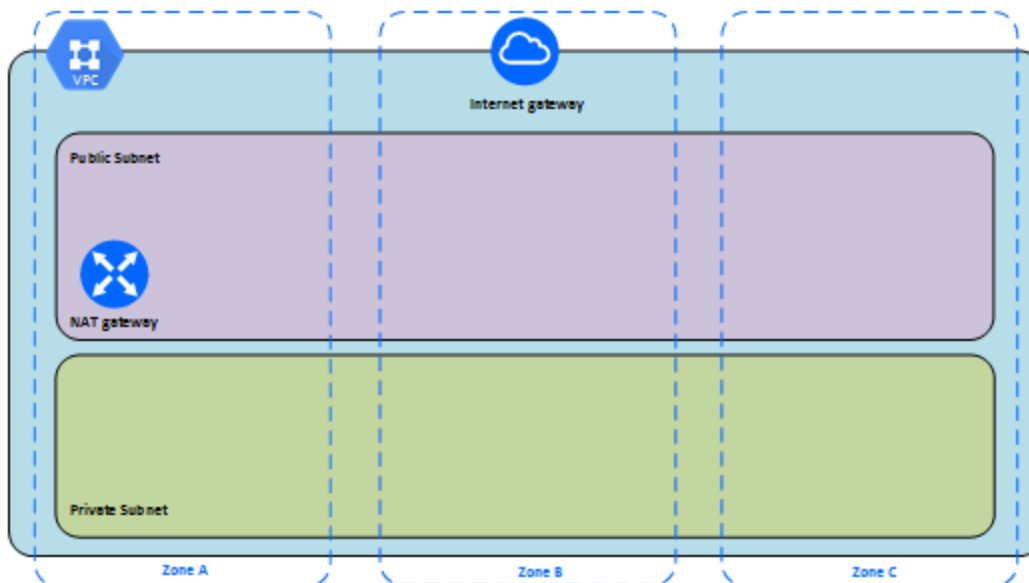 VPC
Internet gateway
Public Subnet
NAT gateway
Private Subnet
Zone A
Zone B
Zone C